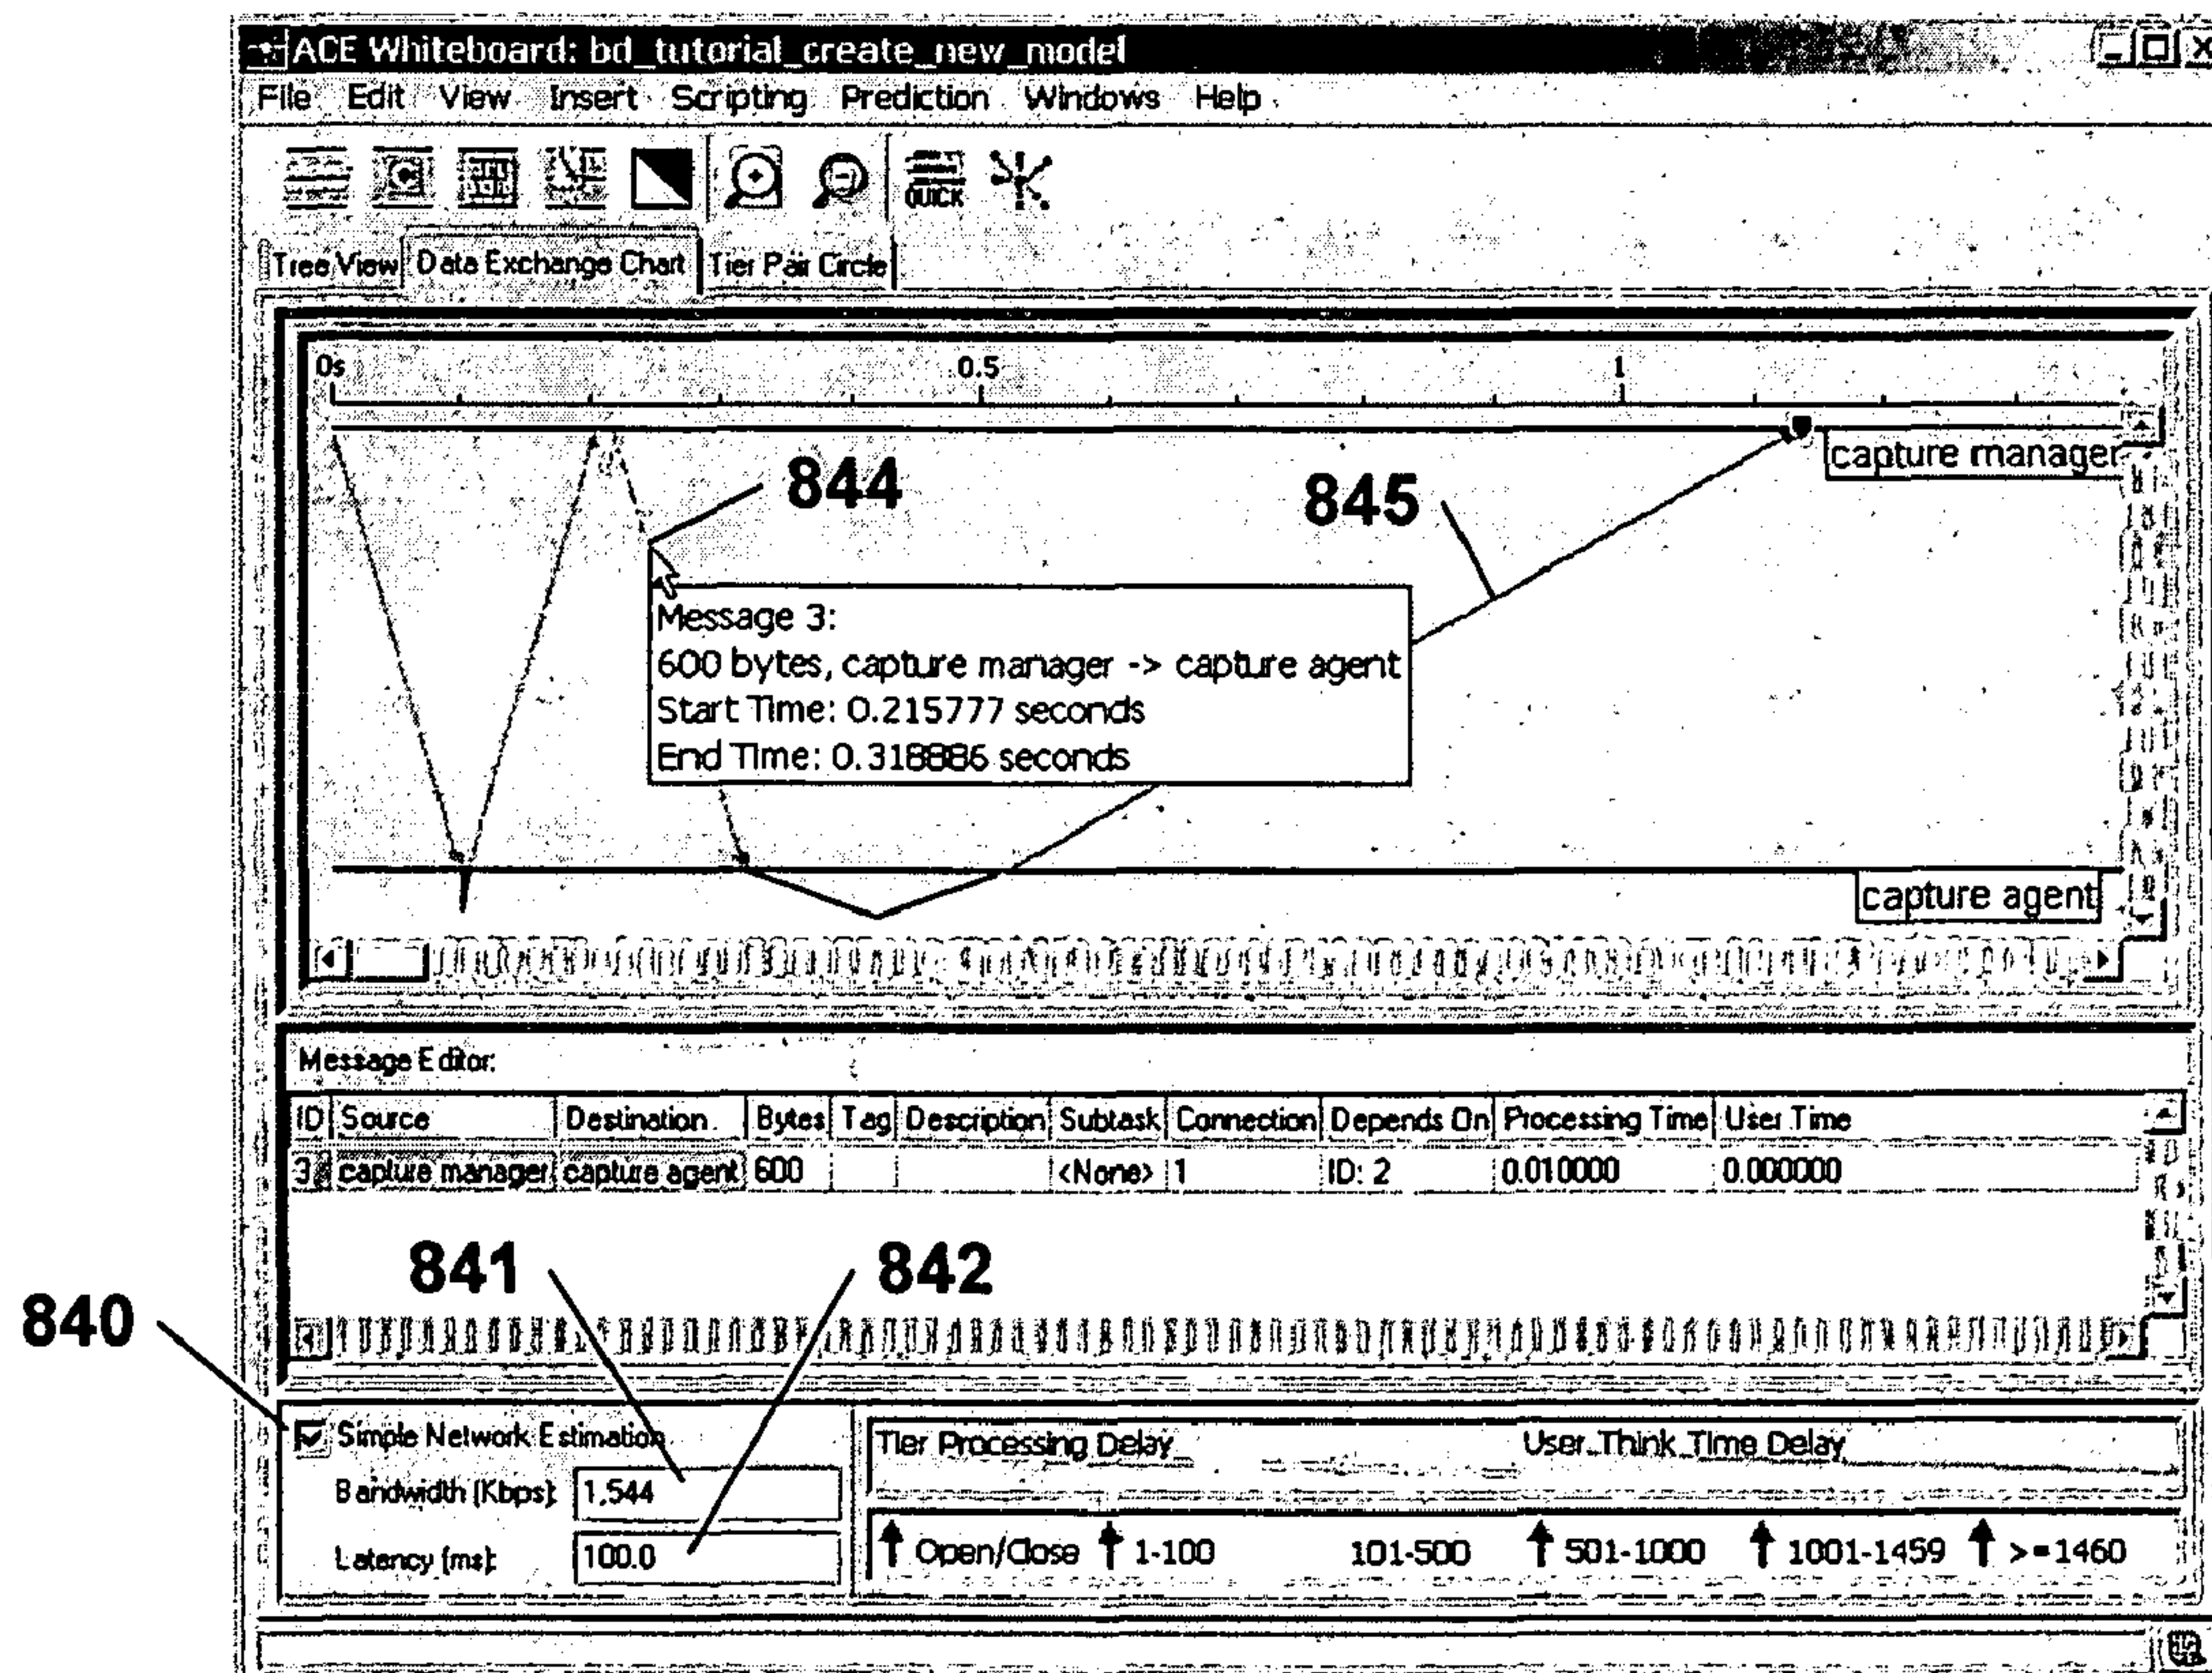 ACE Whiteboard: bd_tutorial_create_new_model
File Edit View Insert Scripting Prediction Windows Help
QUICK
Tree View Data Exchange Chart Tier Pair Circle
0s 0.5 1
capture manager
844
845
Message 3:
600 bytes, capture manager -> capture agent
Start Time: 0.215777 seconds
End Time: 0.318886 seconds
capture agent
Message Editor:
ID Source Destination Bytes Tag Description Subtask Connection Depends On Processing Time User Time
3 capture manager capture agent 600 <None> 1 ID: 2 0.010000 0.000000
841 842
840
Simple Network Estimation
Bandwidth (Kbps): 1,544
Latency (ms): 100.0
Tier Processing Delay User Think Time Delay
Open/Close 1-100 101-500 501-1000 1001-1459 >=1460